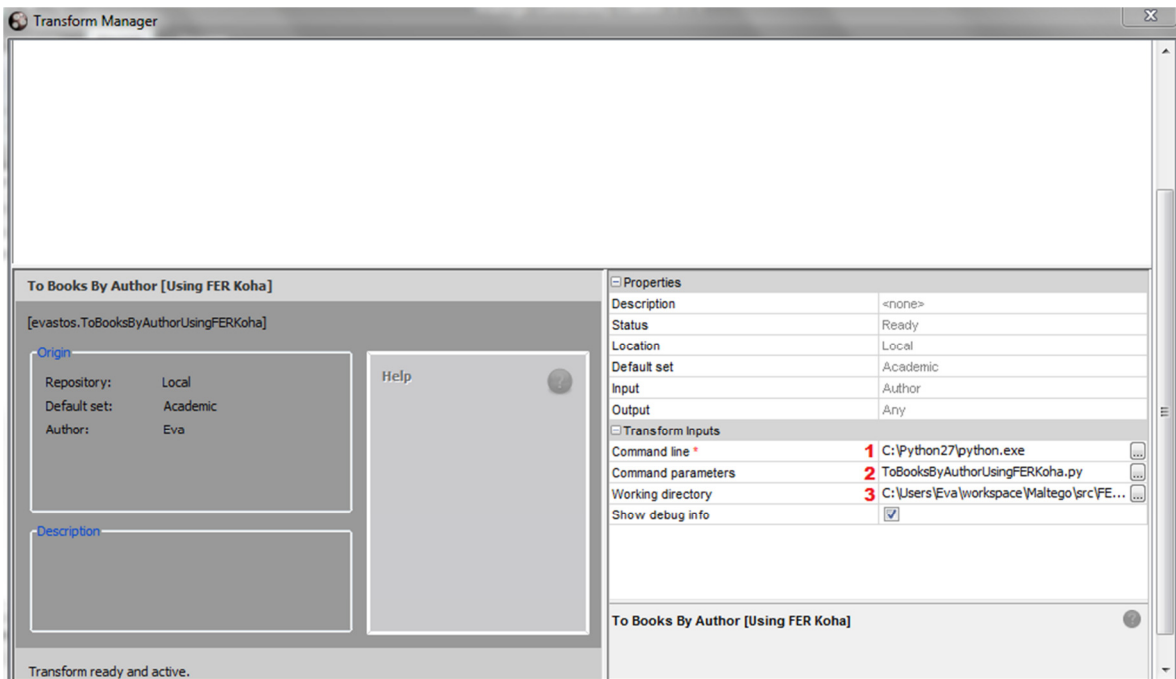 Transform Manager
To Books By Author [Using FER Koha]
[evastos.ToBooksByAuthorUsingFERKoha]
Origin
Repository: Local
Default set: Academic
Author: Eva
Help
?
Description
Transform ready and active.
Properties
Description <none>
Status Ready
Location Local
Default set Academic
Input Author
Output Any
Transform Inputs
Command line * 1 C:\Python27\python.exe ...
Command parameters 2 ToBooksByAuthorUsingFERKoha.py ...
Working directory 3 C:\Users\Eva\workspace\Maltego\src\FE... ...
Show debug info
To Books By Author [Using FER Koha]
?